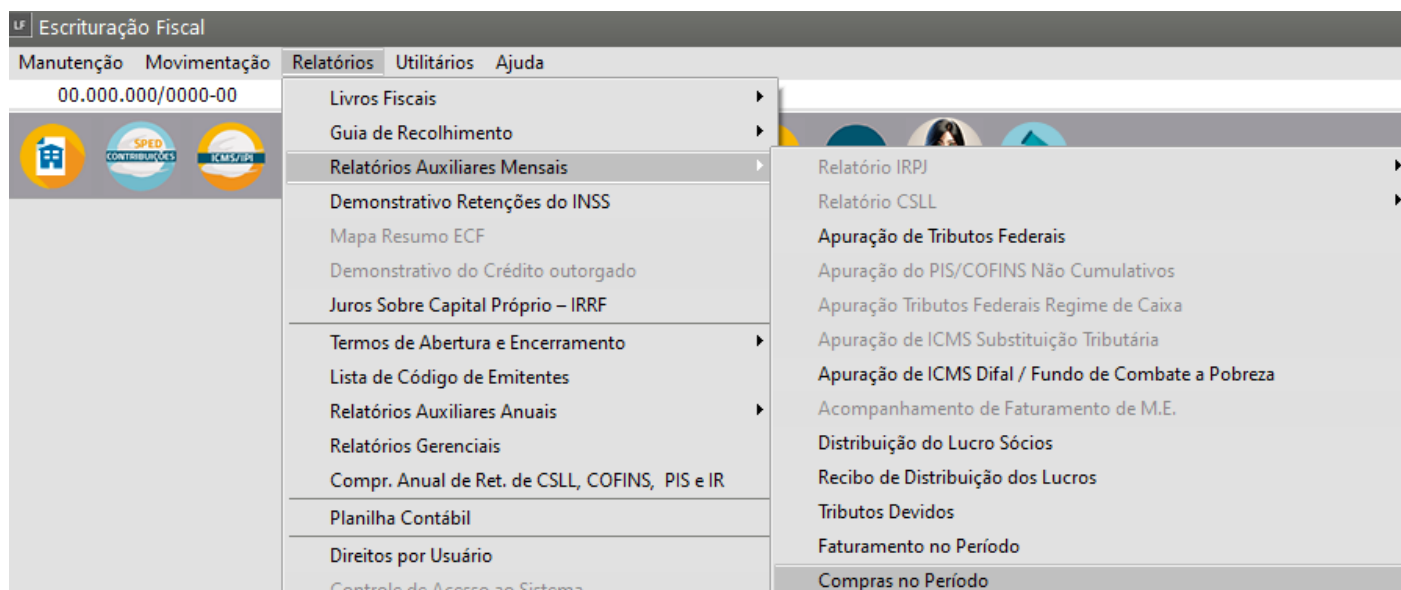 LF Escrituração Fiscal
Manutenção Movimentação Relatórios Utilitários Ajuda
00.000.000/0000-00
SPED
CONTRIBUIÇÕES
ICMS/IPI
Livros Fiscais
Guia de Recolhimento
Relatórios Auxiliares Mensais
Demonstrativo Retenções do INSS
Mapa Resumo ECF
Demonstrativo do Crédito outorgado
Juros Sobre Capital Próprio – IRRF
Termos de Abertura e Encerramento
Lista de Código de Emitentes
Relatórios Auxiliares Anuais
Relatórios Gerenciais
Compr. Anual de Ret. de CSLL, COFINS, PIS e IR
Planilha Contábil
Direitos por Usuário
Controle de Acesso ao Sistema
Relatório IRPJ
Relatório CSLL
Apuração de Tributos Federais
Apuração do PIS/COFINS Não Cumulativos
Apuração Tributos Federais Regime de Caixa
Apuração de ICMS Substituição Tributária
Apuração de ICMS Difal / Fundo de Combate a Pobreza
Acompanhamento de Faturamento de M.E.
Distribuição do Lucro Sócios
Recibo de Distribuição dos Lucros
Tributos Devidos
Faturamento no Período
Compras no Período